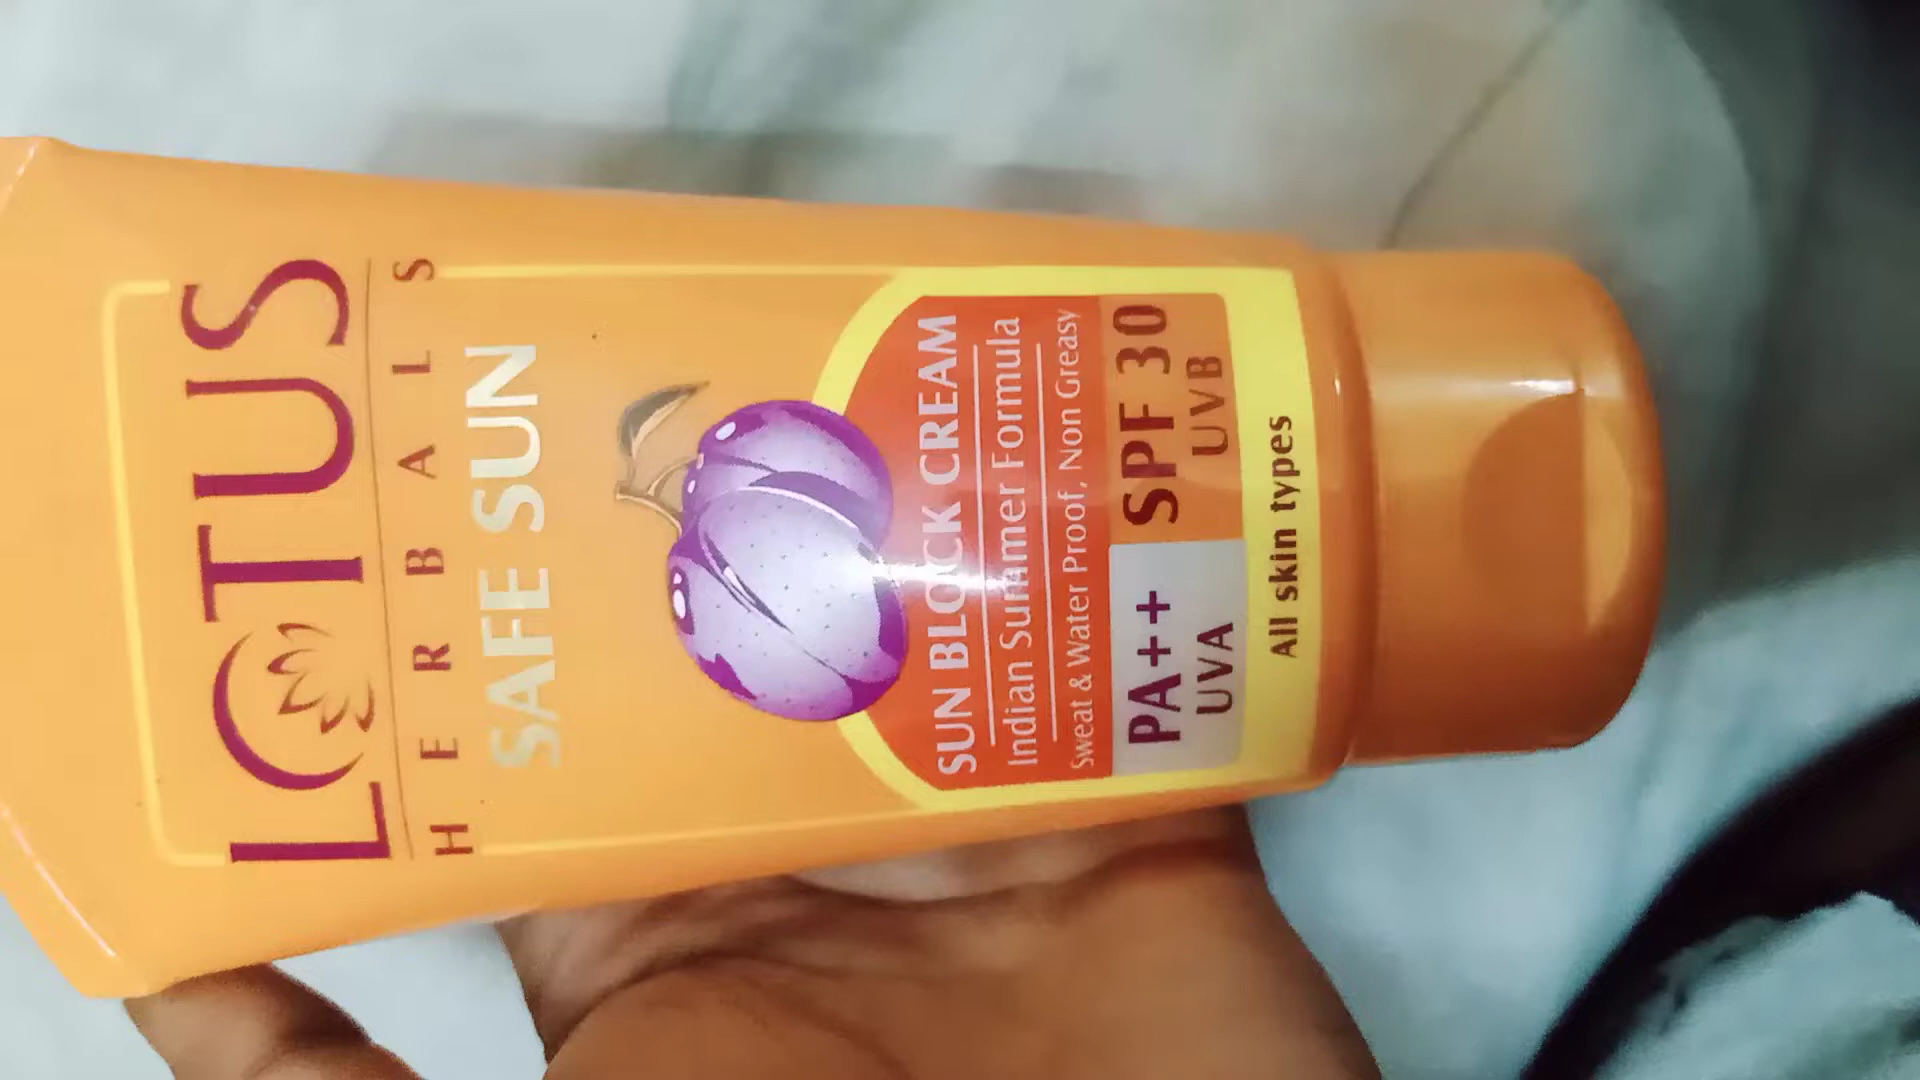 LOTUS
HERBALS
SAFE SUN
SUN BLOCK CREAM
Indian Summer Formula
Sweat & Water Proof, Non Greasy
PA++ SPF 30
UVA UVB
All skin types